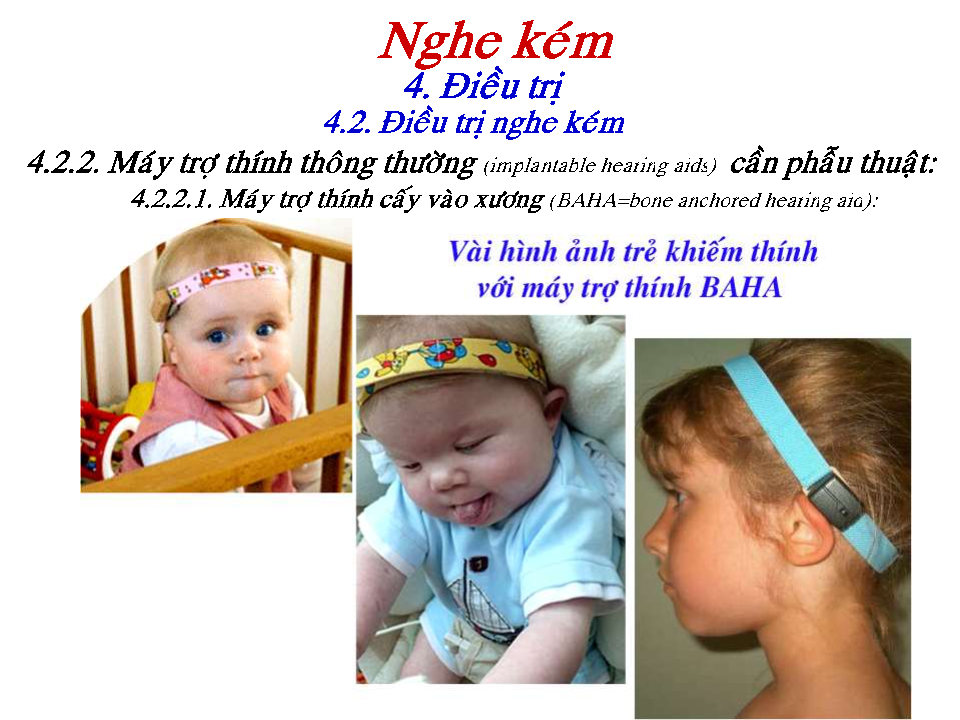 Nghe kém
4. Điều trị
4.2. Điều trị nghe kém
4.2.2. Máy trợ thính thông thường (implantable hearing aids) cần phẫu thuật:
4.2.2.1. Máy trợ thính cấy vào xương (BAHA=bone anchored hearing aid):
Vài hình ảnh trẻ khiếm thính
với máy trợ thính BAHA